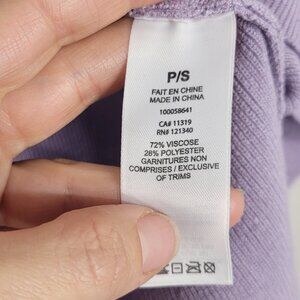 P/S
FAIT EN CHINE
MADE IN CHINA
100058641
CA# 11319
RN# 121340
72% VISCOSE
28% POLYESTER
GARNITURES NON
COMPRISES / EXCLUSIVE
OF TRIMS